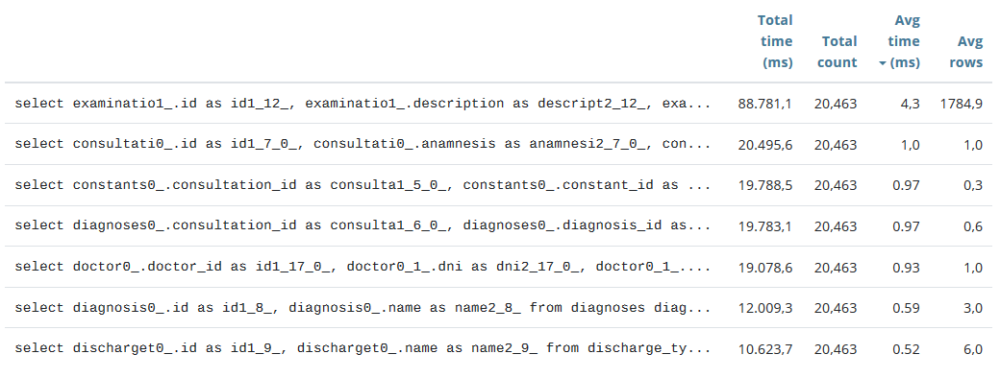 Total time (ms) Total count Avg time (ms) Avg rows
select examinatio1_.id as id1_12_, examinatio1_.description as descript2_12_, exa... 88.781,1 20,463 4,3 1784,9
select consultati0_.id as id1_7_0_, consultati0_.anamnesis as anamnesi2_7_0_, con... 20.495,6 20,463 1,0 1,0
select constants0_.consultation_id as consulta1_5_0_, constants0_.constant_id as ... 19.788,5 20,463 0.97 0,3
select diagnoses0_.consultation_id as consulta1_6_0_, diagnoses0_.diagnosis_id as... 19.783,1 20,463 0.97 0,6
select doctor0_.doctor_id as id1_17_0_, doctor0_1_.dni as dni2_17_0_, doctor0_1_.... 19.078,6 20,463 0.93 1,0
select diagnosis0_.id as id1_8_, diagnosis0_.name as name2_8_ from diagnoses diag... 12.009,3 20,463 0.59 3,0
select discharget0_.id as id1_9_, discharget0_.name as name2_9_ from discharge_ty... 10.623,7 20,463 0.52 6,0